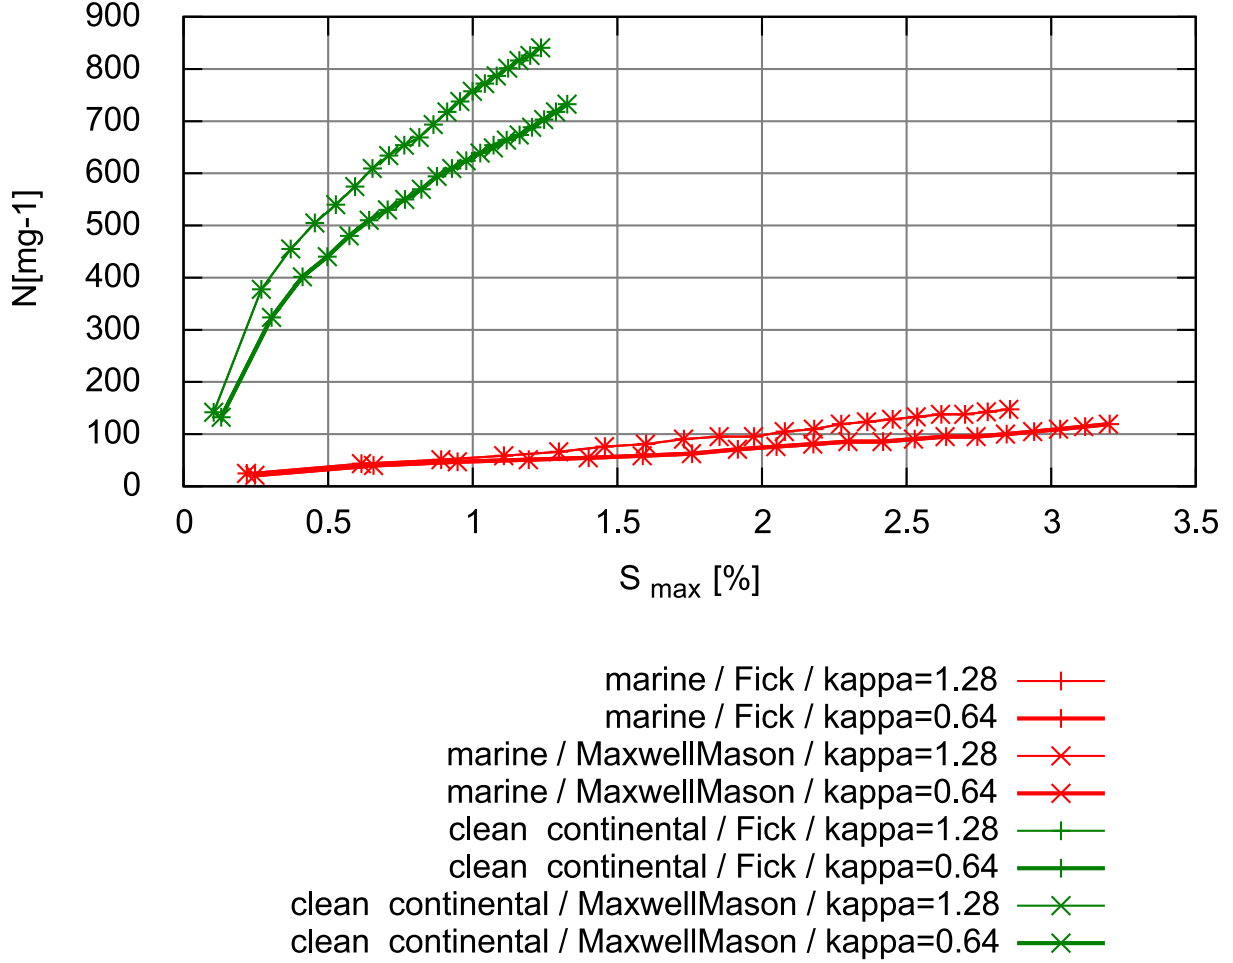 900
800
700
600
500
400
300
200
100
0
N[mg-1]
0 0.5 1 1.5 2 2.5 3 3.5
S max [%]
marine / Fick / kappa=1.28
marine / Fick / kappa=0.64
marine / MaxwellMason / kappa=1.28
marine / MaxwellMason / kappa=0.64
clean  continental / Fick / kappa=1.28
clean  continental / Fick / kappa=0.64
clean  continental / MaxwellMason / kappa=1.28
clean  continental / MaxwellMason / kappa=0.64